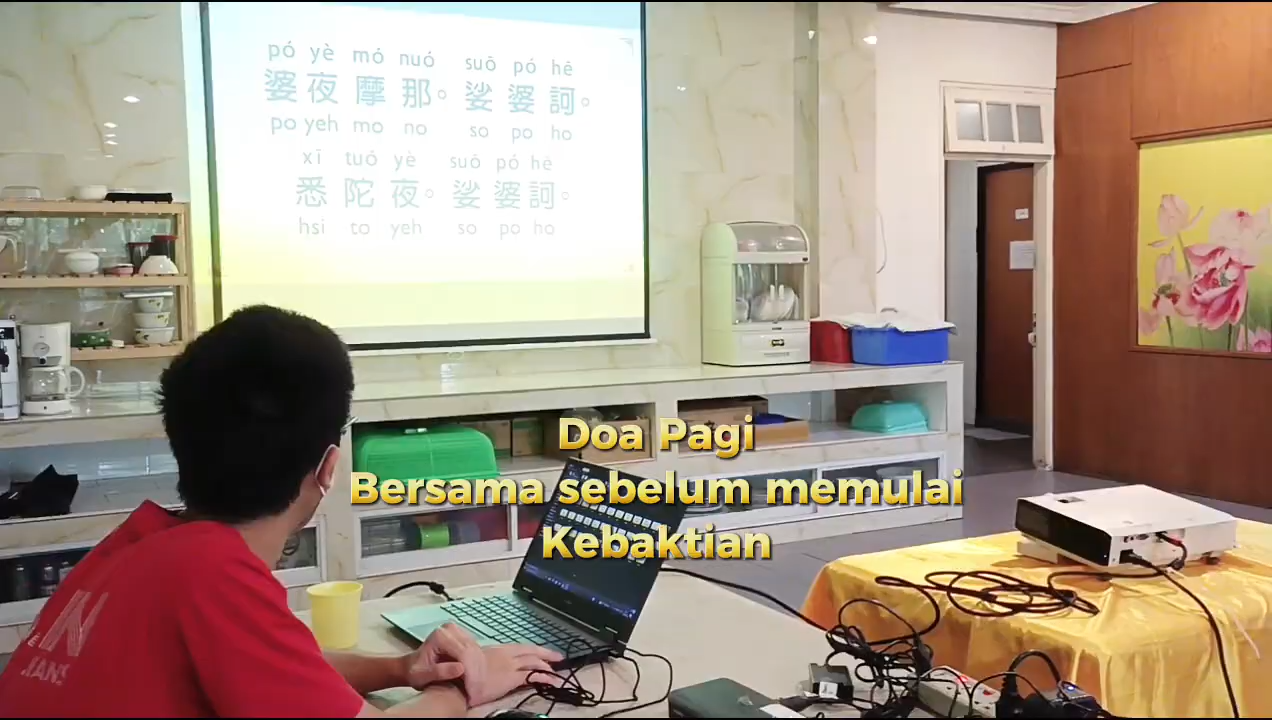 pó yè mó nuó suō pó hē
婆夜摩那。娑婆訶。
po yeh mo no so po ho
xī tuó yè suō pó hē
悉陀夜。娑婆訶。
hsi to yeh so po ho
Doa Pagi
Bersama sebelum memulai
Kebaktian